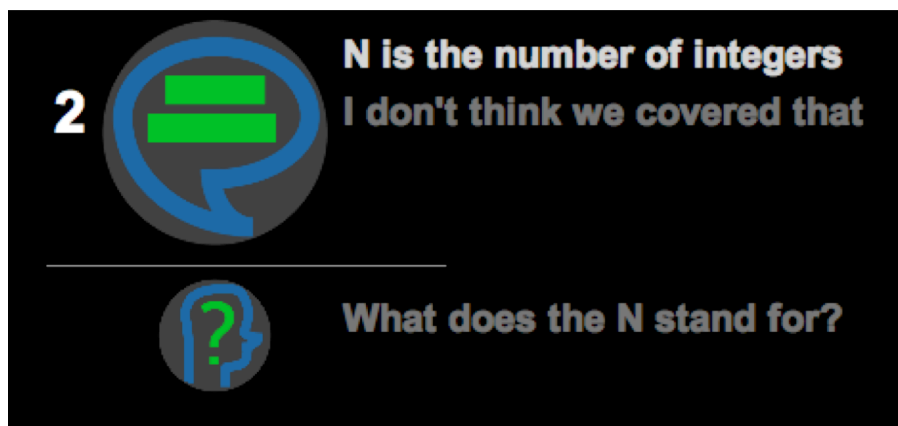 N is the number of integers
2
I don't think we covered that
?
What does the N stand for?